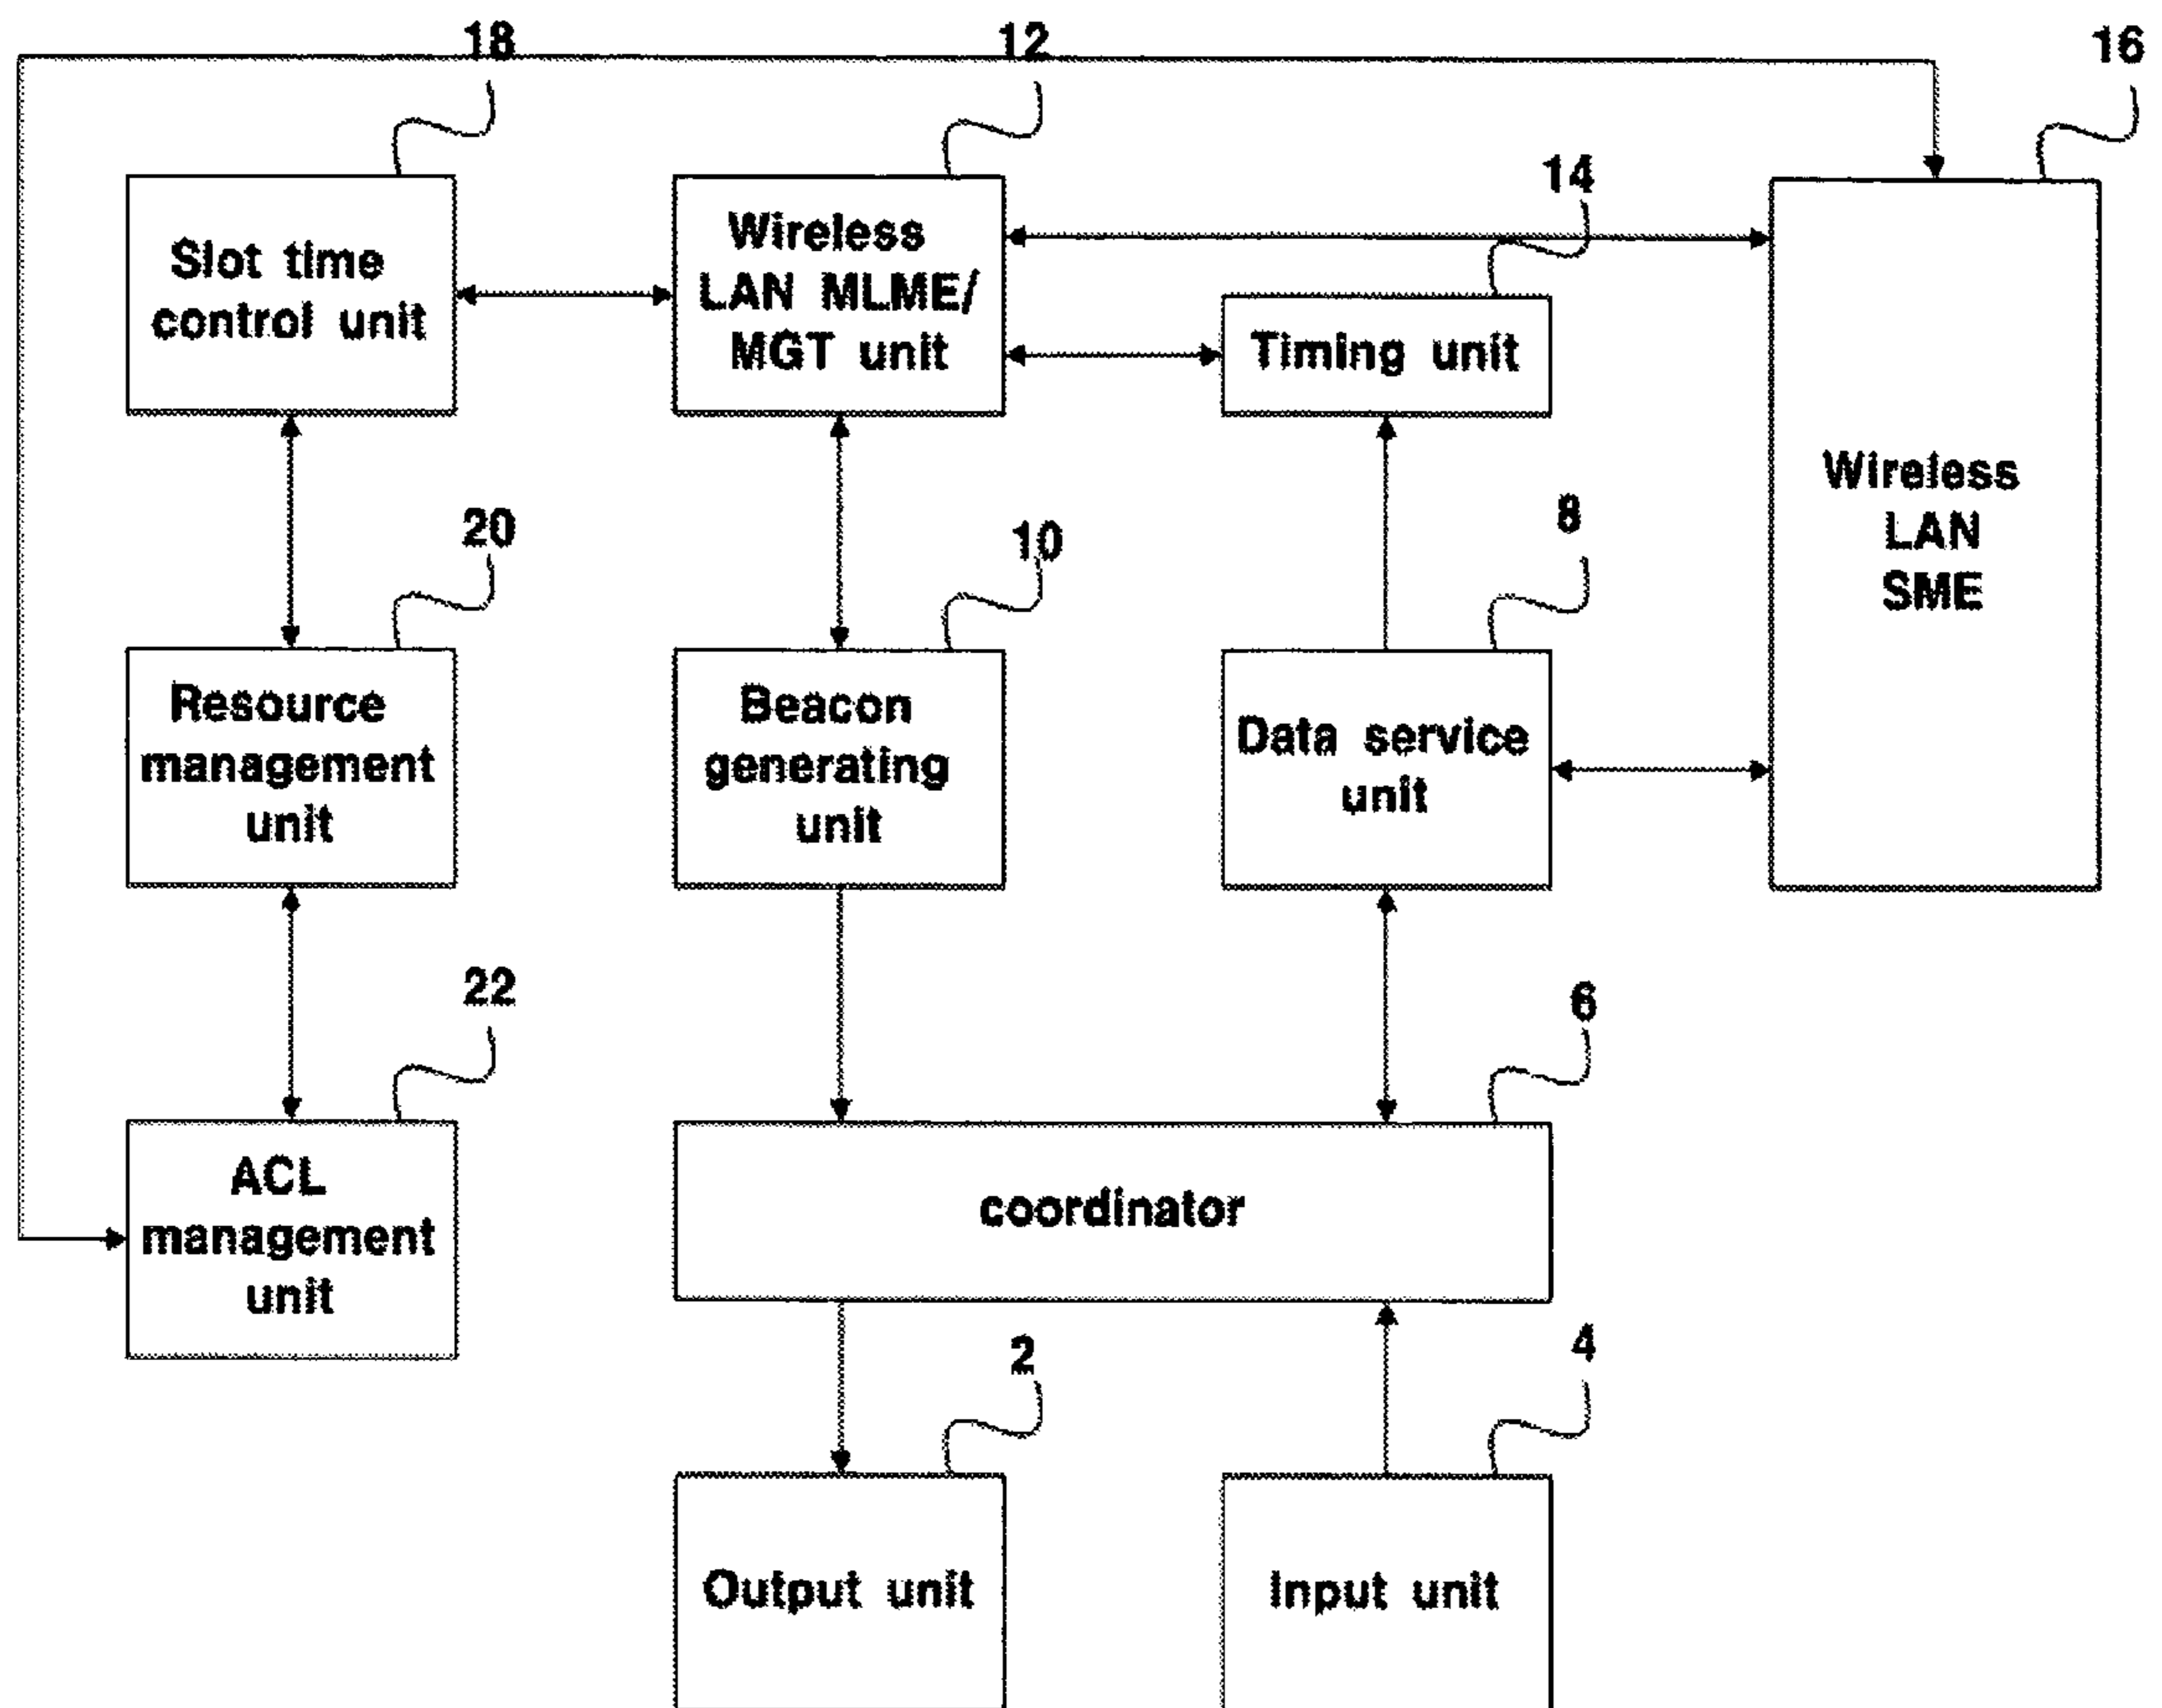 18
12
16
14
Slot time
control unit
Wireless
LAN MLME/
MGT unit
Timing unit
Wireless
LAN
SME
20
10
8
Resource
management
unit
Beacon
generating
unit
Data service
unit
22
6
ACL
management
unit
coordinator
2
4
Output unit
Input unit